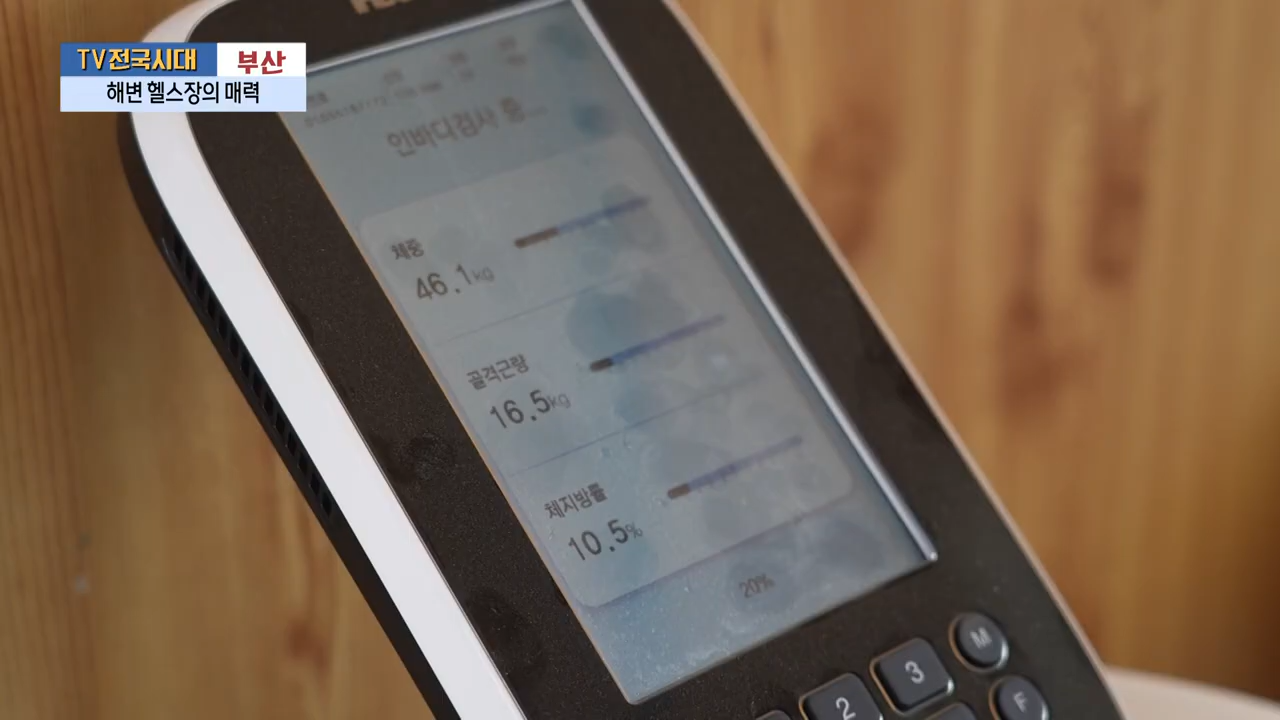 TV전국시대 부산
해변 헬스장의 매력
인바디검사 중...
체중
46.1kg
골격근량
16.5kg
체지방률
10.5%
20%
M
3
F
2